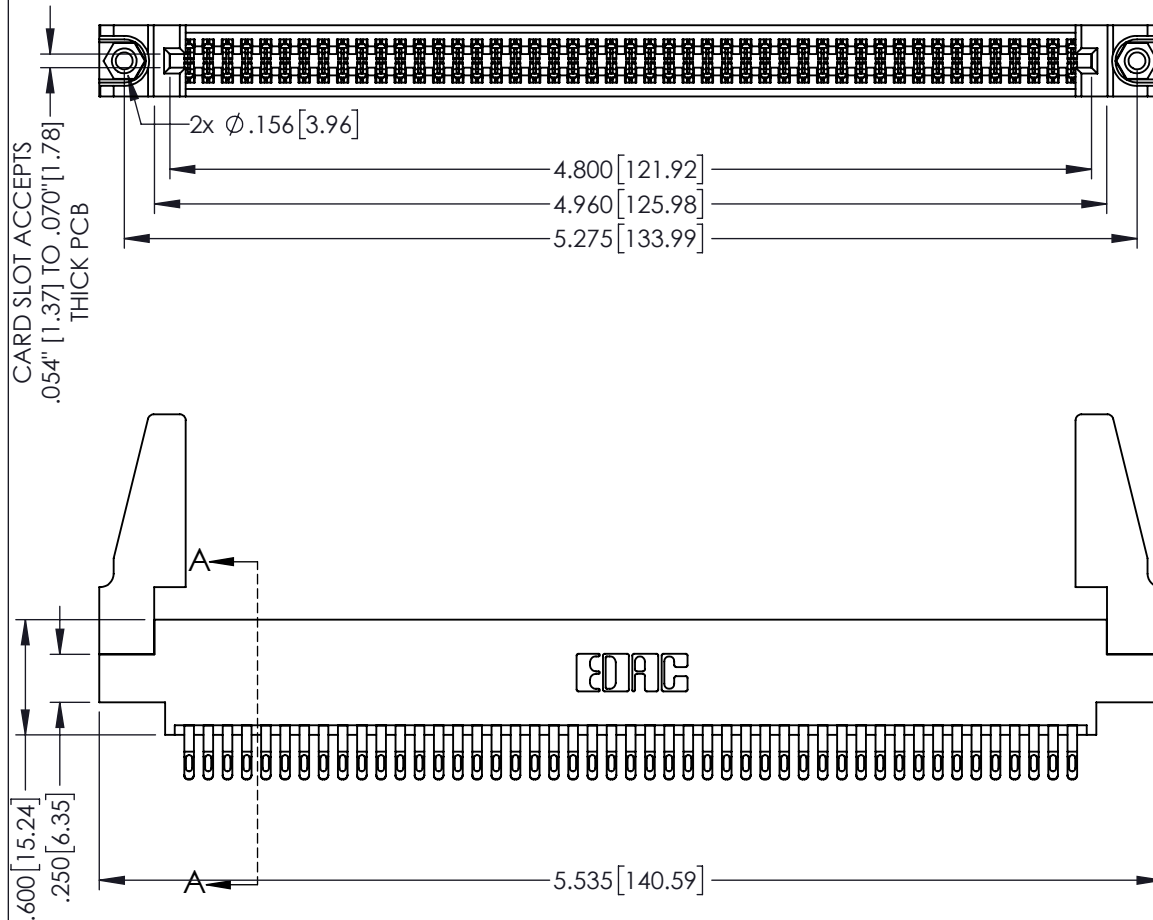 2x Ø.156[3.96]
4.800[121.92]
4.960[125.98]
5.275[133.99]
CARD SLOT ACCEPTS
.054" [1.37] TO .070"[1.78]
THICK PCB
A
EDAC
.600[15.24]
.250[6.35]
A
5.535[140.59]